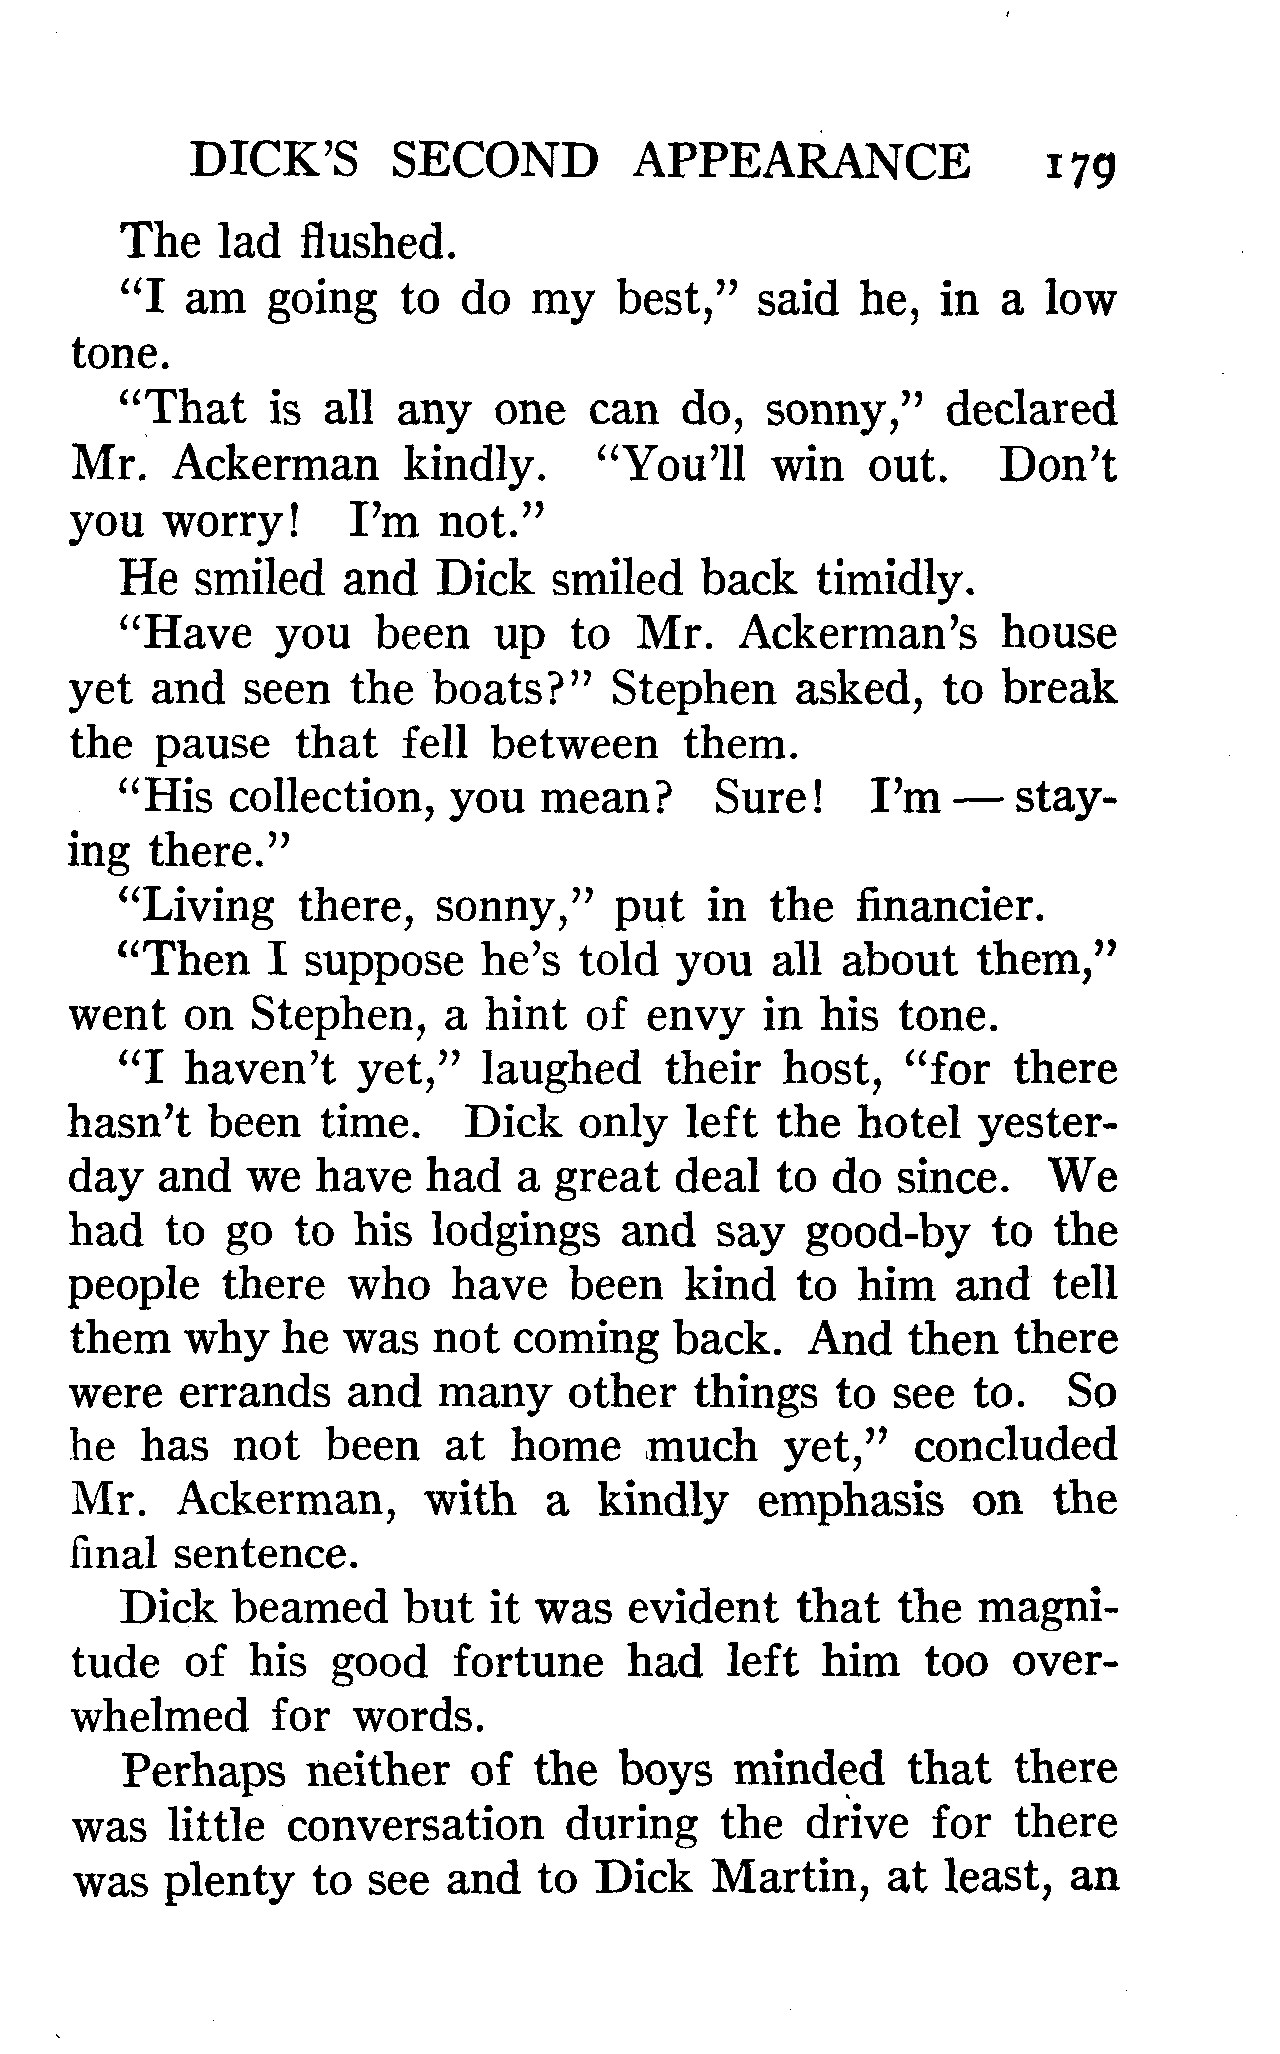 DICK'S SECOND APPEARANCE 179
The lad flushed.
“I am going to do my best,” said he, in a low
tone.
“That is all any one can do, sonny,” declared
Mr. Ackerman kindly. “You'll win out. Don't
you worry! I'm not.”
He smiled and Dick smiled back timidly.
“Have you been up to Mr. Ackerman's house
yet and seen the boats?” Stephen asked, to break
the pause that fell between them.
“His collection, you mean? Sure! I'm — stay-
ing there.”
“Living there, sonny,” put in the financier.
“Then I suppose he's told you all about them,”
went on Stephen, a hint of envy in his tone.
“I haven't yet,” laughed their host, “for there
hasn't been time. Dick only left the hotel yester-
day and we have had a great deal to do since. We
had to go to his lodgings and say good-by to the
people there who have been kind to him and tell
them why he was not coming back. And then there
were errands and many other things to see to. So
he has not been at home much yet,” concluded
Mr. Ackerman, with a kindly emphasis on the
final sentence.
Dick beamed but it was evident that the magni-
tude of his good fortune had left him too over-
whelmed for words.
Perhaps neither of the boys minded that there
was little conversation during the drive for there
was plenty to see and to Dick Martin, at least, an